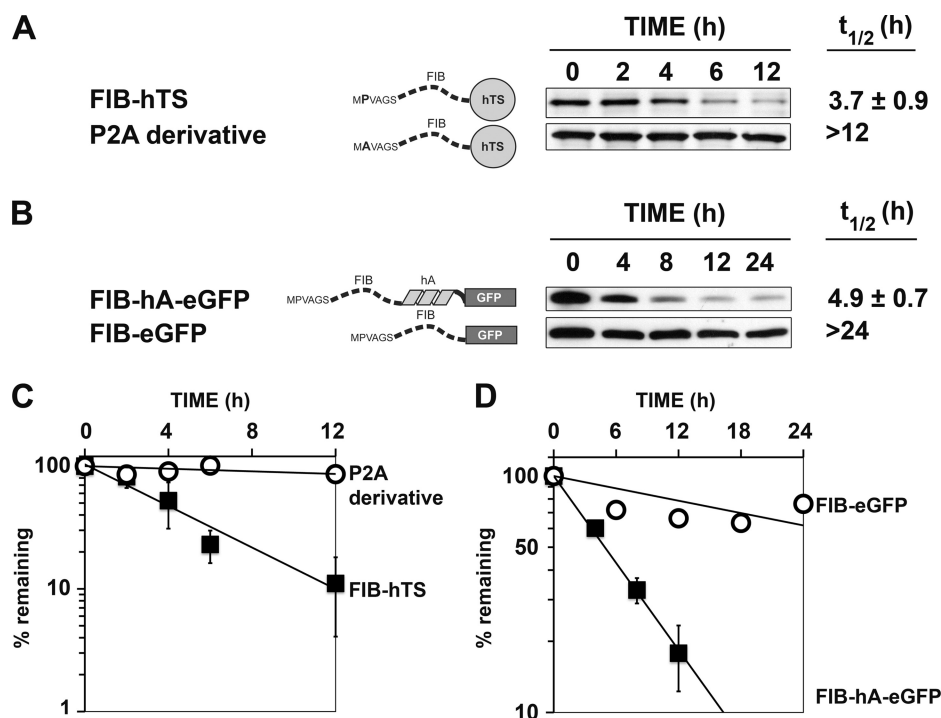 A
TIME (h)
t1/2 (h)
0 2 4 6 12
FIB-hTS
MPVAGS
FIB
hTS
3.7 ± 0.9
P2A derivative
MAVAGS
FIB
hTS
>12
B
TIME (h)
t1/2 (h)
0 4 8 12 24
FIB-hA-eGFP
MPVAGS
FIB
hA
GFP
4.9 ± 0.7
FIB-eGFP
MPVAGS
FIB
GFP
>24
C
TIME (h)
0 4 8 12
% remaining
100
10
1
P2A
derivative
FIB-hTS
D
TIME (h)
0 6 12 18 24
% remaining
100
50
10
FIB-eGFP
FIB-hA-eGFP